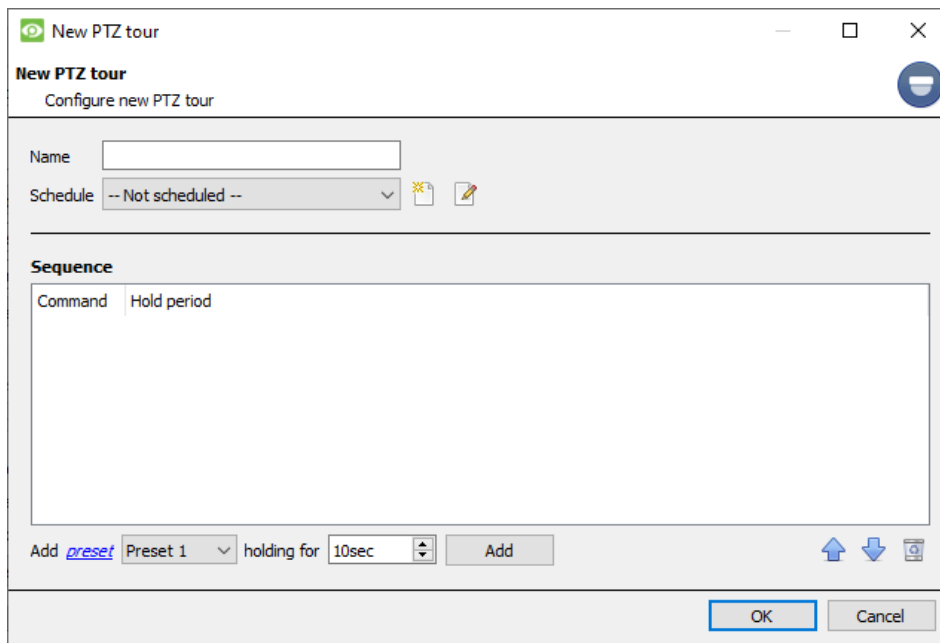 New PTZ tour
New PTZ tour
Configure new PTZ tour
Name
Schedule -- Not scheduled --
Sequence
Command Hold period
Add preset Preset 1 holding for 10sec Add
OK Cancel